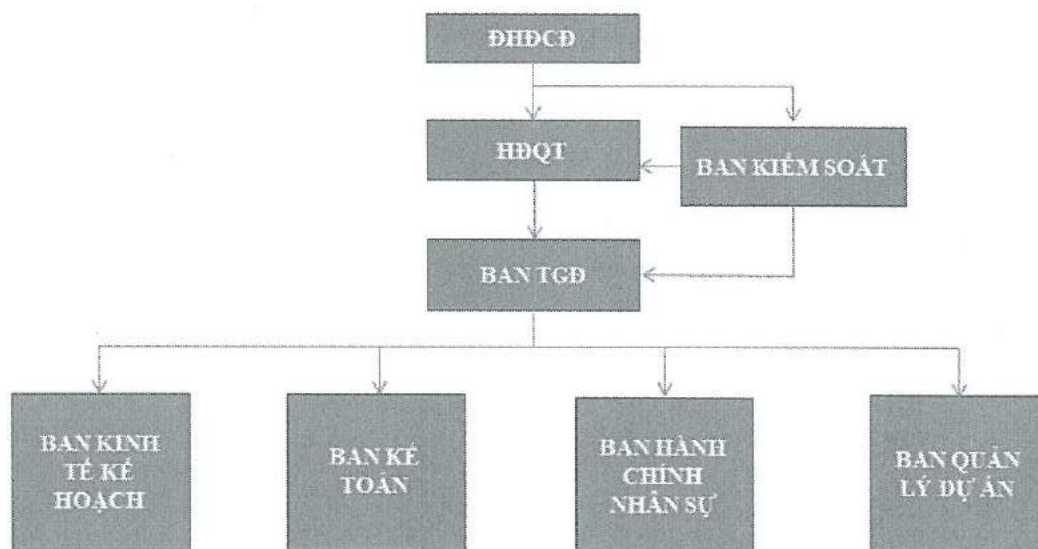 ĐHĐCĐ
HĐQT
BAN KIỂM SOÁT
BAN TGĐ
BAN KINH
TẾ KẾ
HOẠCH
BAN KẾ
TOÁN
BAN HÀNH
CHÍNH
NHÂN SỰ
BAN QUẢN
LÝ DỰ ÁN